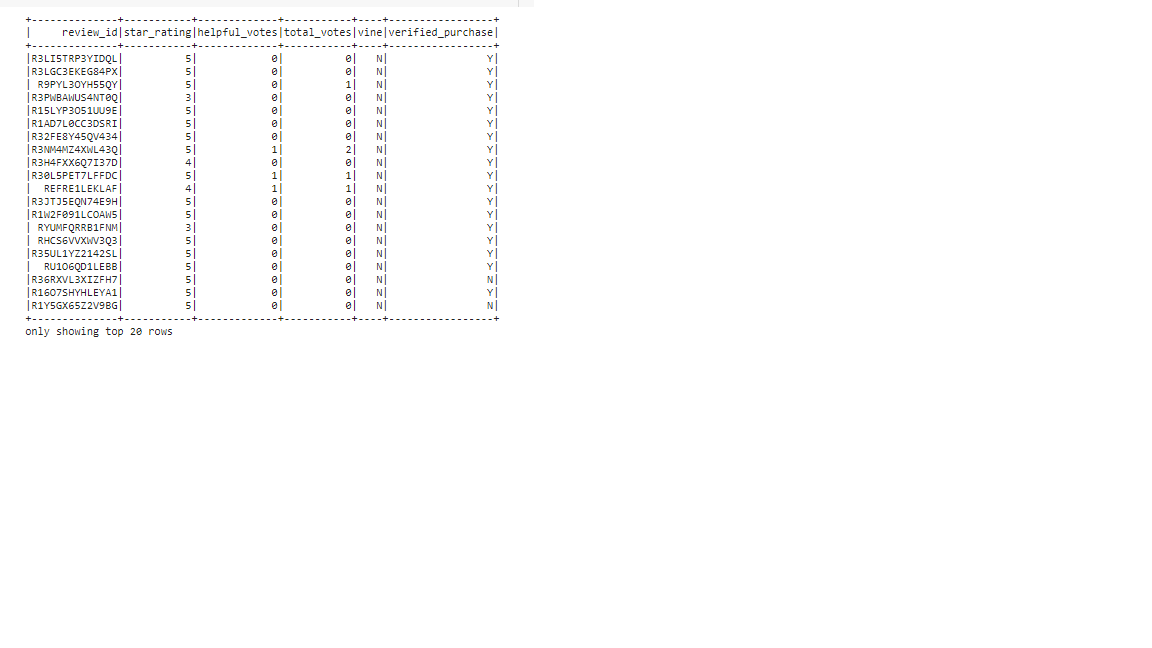 +--------------+-----------+-------------+-----------+----+-----------------+
|     review_id|star_rating|helpful_votes|total_votes|vine|verified_purchase|
+--------------+-----------+-------------+-----------+----+-----------------+
|R3LI5TRP3YIDQL|          5|            0|          0|   N|                Y|
|R3LGC3EKEG84PX|          5|            0|          0|   N|                Y|
| R9PYL3OYH55QY|          5|            0|          1|   N|                Y|
|R3PWBAWUS4NT0Q|          3|            0|          0|   N|                Y|
|R15LYP3O51UU9E|          5|            0|          0|   N|                Y|
|R1AD7L0CC3DSRI|          5|            0|          0|   N|                Y|
|R32FE8Y45QV434|          5|            0|          0|   N|                Y|
|R3NM4MZ4XWL43Q|          5|            1|          2|   N|                Y|
|R3H4FXX6Q7I37D|          4|            0|          0|   N|                Y|
|R30L5PET7LFFDC|          5|            1|          1|   N|                Y|
|  REFRE1LEKLAF|          4|            1|          1|   N|                Y|
|R3JTJ5EQN74E9H|          5|            0|          0|   N|                Y|
|R1W2F091LCOAW5|          5|            0|          0|   N|                Y|
| RYUMFQRRB1FNM|          3|            0|          0|   N|                Y|
| RHCS6VVXWV3Q3|          5|            0|          0|   N|                Y|
|R35UL1YZ2142SL|          5|            0|          0|   N|                Y|
|  RU1O6QD1LEBB|          5|            0|          0|   N|                Y|
|R36RXVL3XIZFH7|          5|            0|          0|   N|                N|
|R16O7SHYHLEYA1|          5|            0|          0|   N|                Y|
|R1Y5GX65Z2V9BG|          5|            0|          0|   N|                N|
+--------------+-----------+-------------+-----------+----+-----------------+
only showing top 20 rows